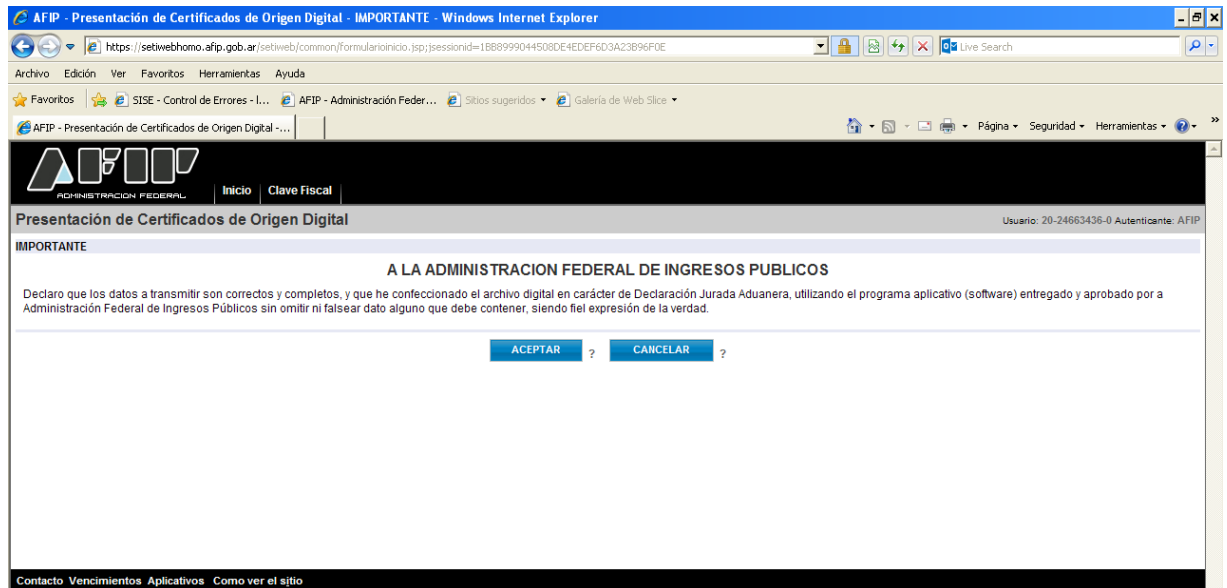 AFIP - Presentación de Certificados de Origen Digital - IMPORTANTE - Windows Internet Explorer
https://setiwebhomo.afip.gob.ar/setiweb/common/formularioinicio.jsp;jsessionid=1BB8999044508DE4EDEF6D3A23B96F0E
Live Search
Archivo Edición Ver Favoritos Herramientas Ayuda
Favoritos SISE - Control de Errores - I... AFIP - Administración Feder... Sitios sugeridos Galería de Web Slice
AFIP - Presentación de Certificados de Origen Digital -... Página Seguridad Herramientas »
AFIP
ADMINISTRACION FEDERAL
Inicio Clave Fiscal
Presentación de Certificados de Origen Digital Usuario: 20-24663436-0 Autenticante: AFIP
IMPORTANTE
A LA ADMINISTRACION FEDERAL DE INGRESOS PUBLICOS
Declaro que los datos a transmitir son correctos y completos, y que he confeccionado el archivo digital en carácter de Declaración Jurada Aduanera, utilizando el programa aplicativo (software) entregado y aprobado por a
Administración Federal de Ingresos Públicos sin omitir ni falsear dato alguno que debe contener, siendo fiel expresión de la verdad.
ACEPTAR ? CANCELAR ?
Contacto Vencimientos Aplicativos Como ver el sitio